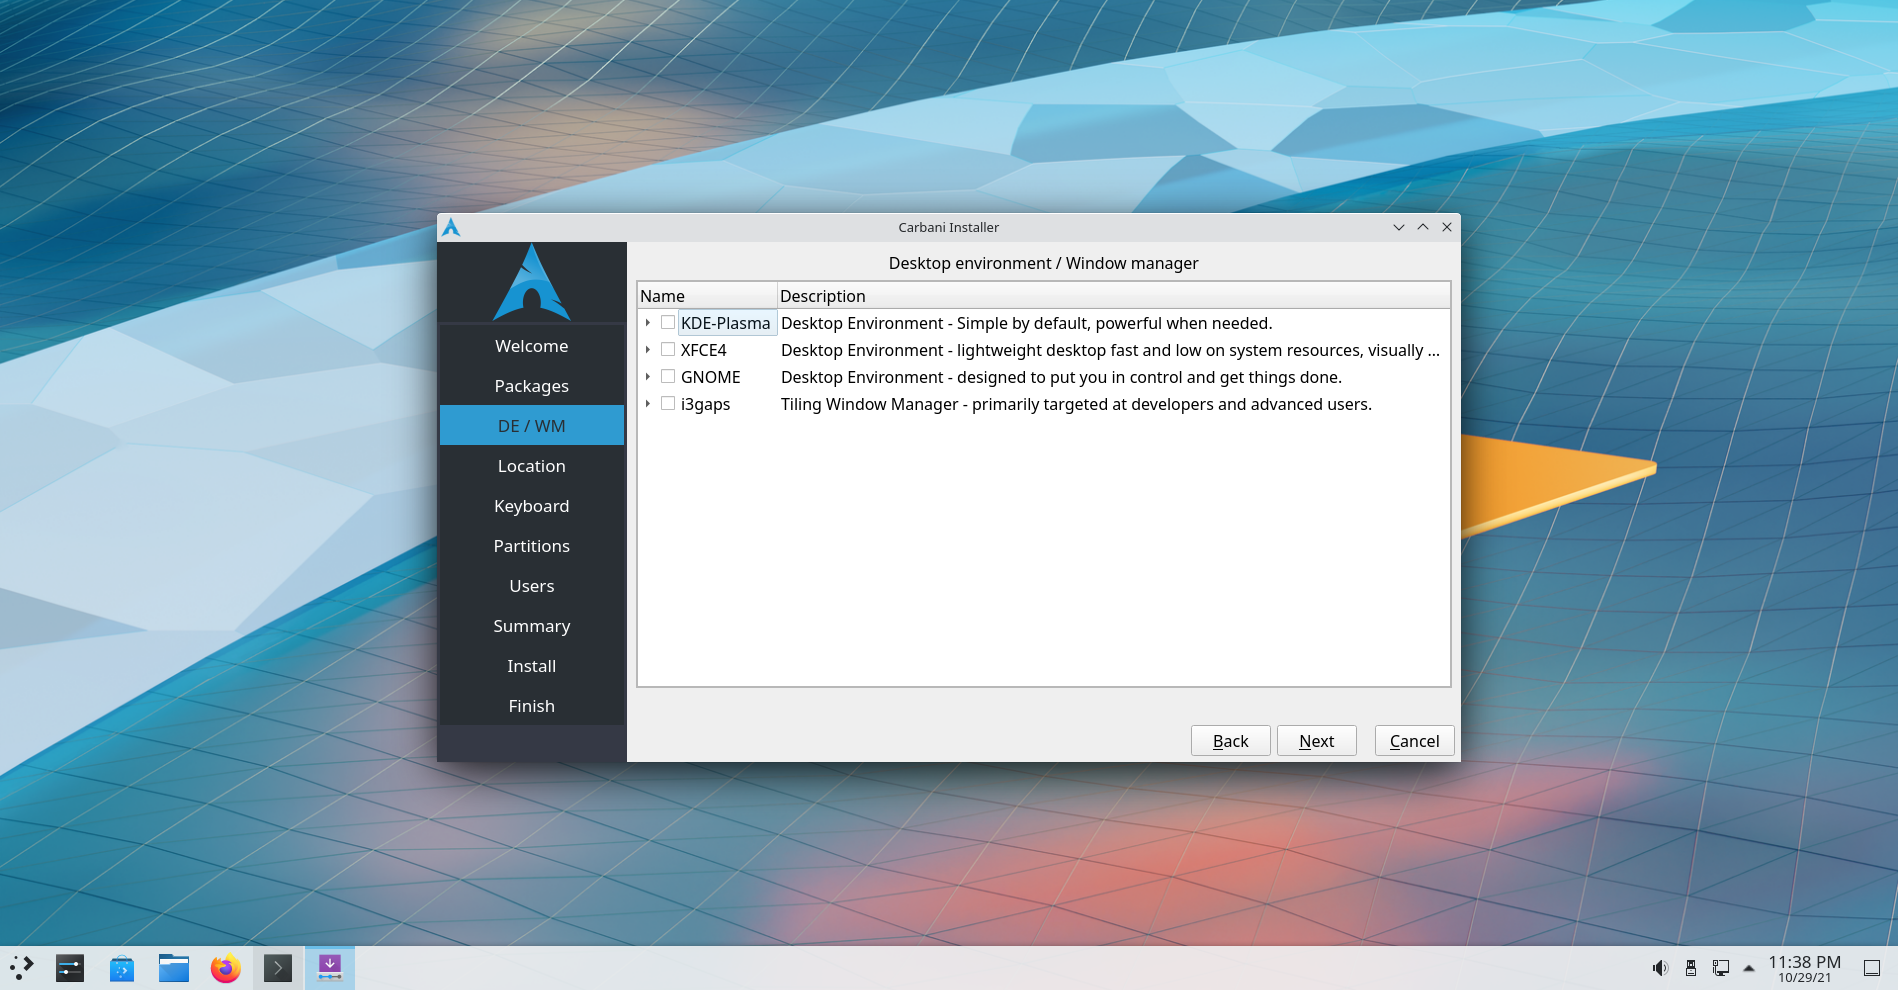 Carbani Installer
Welcome
Packages
DE / WM
Location
Keyboard
Partitions
Users
Summary
Install
Finish
Desktop environment / Window manager
Name Description
KDE-Plasma Desktop Environment - Simple by default, powerful when needed.
XFCE4 Desktop Environment - lightweight desktop fast and low on system resources, visually ...
GNOME Desktop Environment - designed to put you in control and get things done.
i3gaps Tiling Window Manager - primarily targeted at developers and advanced users.
Back Next Cancel
11:38 PM
10/29/21